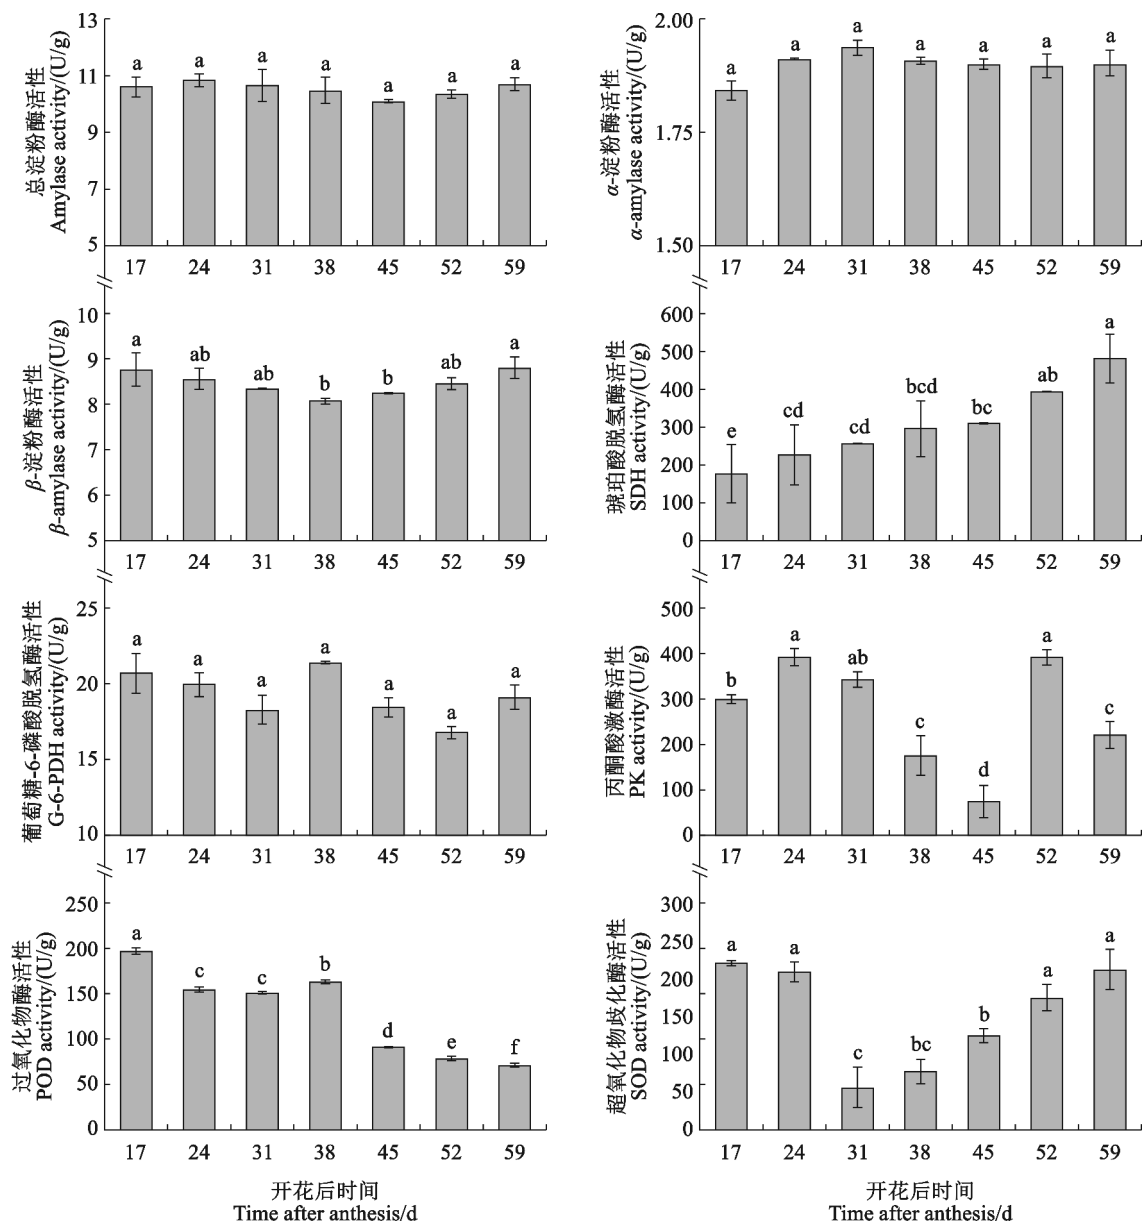 总淀粉酶活性
Amylase activity/(U/g)
13
11
9
7
5
a a a a a a a
17 24 31 38 45 52 59
α-淀粉酶活性
α-amylase activity/(U/g)
2.00
1.75
1.50
a a a a a a a
17 24 31 38 45 52 59
β-淀粉酶活性
β-amylase activity/(U/g)
10
9
8
7
6
5
a ab ab b b ab a
17 24 31 38 45 52 59
琥珀酸脱氢酶活性
SDH activity/(U/g)
600
500
400
300
200
100
0
e cd cd bcd bc ab a
17 24 31 38 45 52 59
葡萄糖-6-磷酸脱氢酶活性
G-6-PDH activity/(U/g)
25
20
15
10
a a a a a a a
17 24 31 38 45 52 59
丙酮酸激酶活性
PK activity/(U/g)
500
400
300
200
100
0
b a ab c d a c
17 24 31 38 45 52 59
过氧化物酶活性
POD activity/(U/g)
250
200
150
100
50
0
a c c b d e f
17 24 31 38 45 52 59
开花后时间
Time after anthesis/d
超氧化物歧化酶活性
SOD activity/(U/g)
300
250
200
150
100
50
0
a a c bc b a a
17 24 31 38 45 52 59
开花后时间
Time after anthesis/d